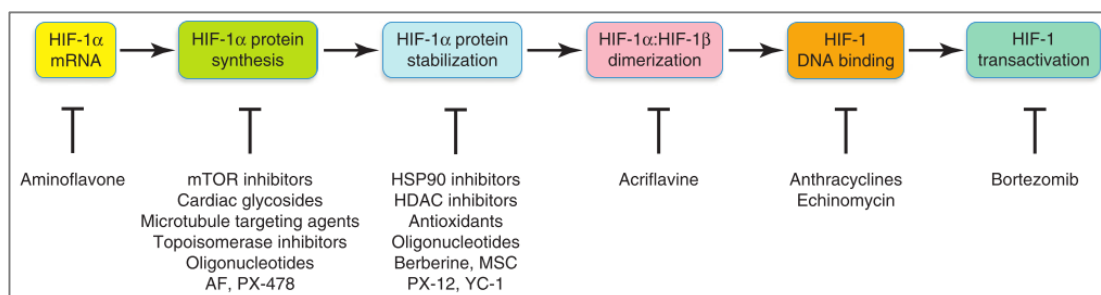 HIF-1α
mRNA
HIF-1α protein
synthesis
HIF-1α protein
stabilization
HIF-1α:HIF-1β
dimerization
HIF-1
DNA binding
HIF-1
transactivation
Aminoflavone
mTOR inhibitors
Cardiac glycosides
Microtubule targeting agents
Topoisomerase inhibitors
Oligonucleotides
AF, PX-478
HSP90 inhibitors
HDAC inhibitors
Antioxidants
Oligonucleotides
Berberine, MSC
PX-12, YC-1
Acriflavine
Anthracyclines
Echinomycin
Bortezomib